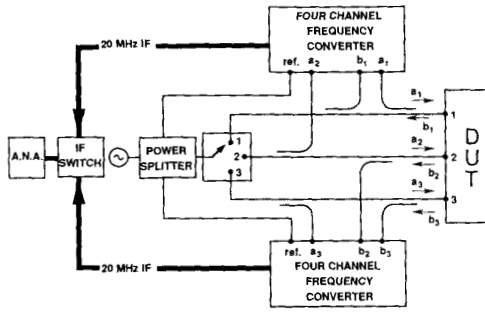 FOUR CHANNEL
FREQUENCY
CONVERTER
20 MHz IF
ref. a2 b1 a1
a1
1
b1
a2
2
b2
a3
3
b3
DUT
A.N.A.
IF
SWITCH
POWER
SPLITTER
1
2
3
ref. a3 b2 b3
20 MHz IF
FOUR CHANNEL
FREQUENCY
CONVERTER